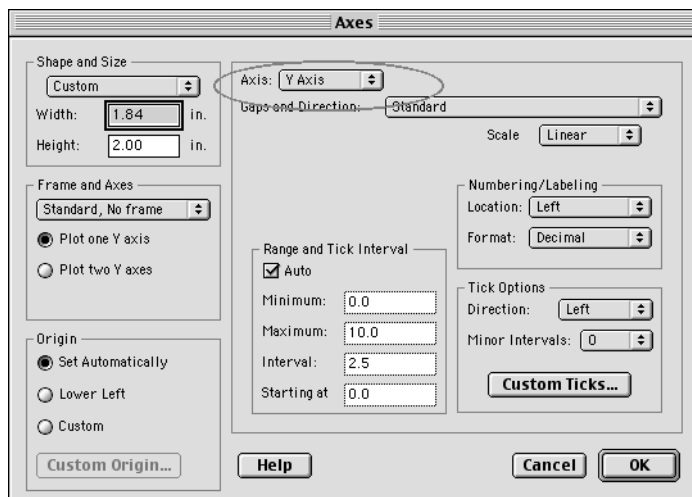 Axes
Shape and Size
Custom
Width: 1.84 in.
Height: 2.00 in.
Frame and Axes
Standard, No frame
Plot one Y axis
Plot two Y axes
Origin
Set Automatically
Lower Left
Custom
Custom Origin...
Axis: Y Axis
Gaps and Direction: Standard
Scale Linear
Range and Tick Interval
Auto
Minimum: 0.0
Maximum: 10.0
Interval: 2.5
Starting at 0.0
Numbering/Labeling
Location: Left
Format: Decimal
Tick Options
Direction: Left
Minor Intervals: 0
Custom Ticks...
Help
Cancel
OK